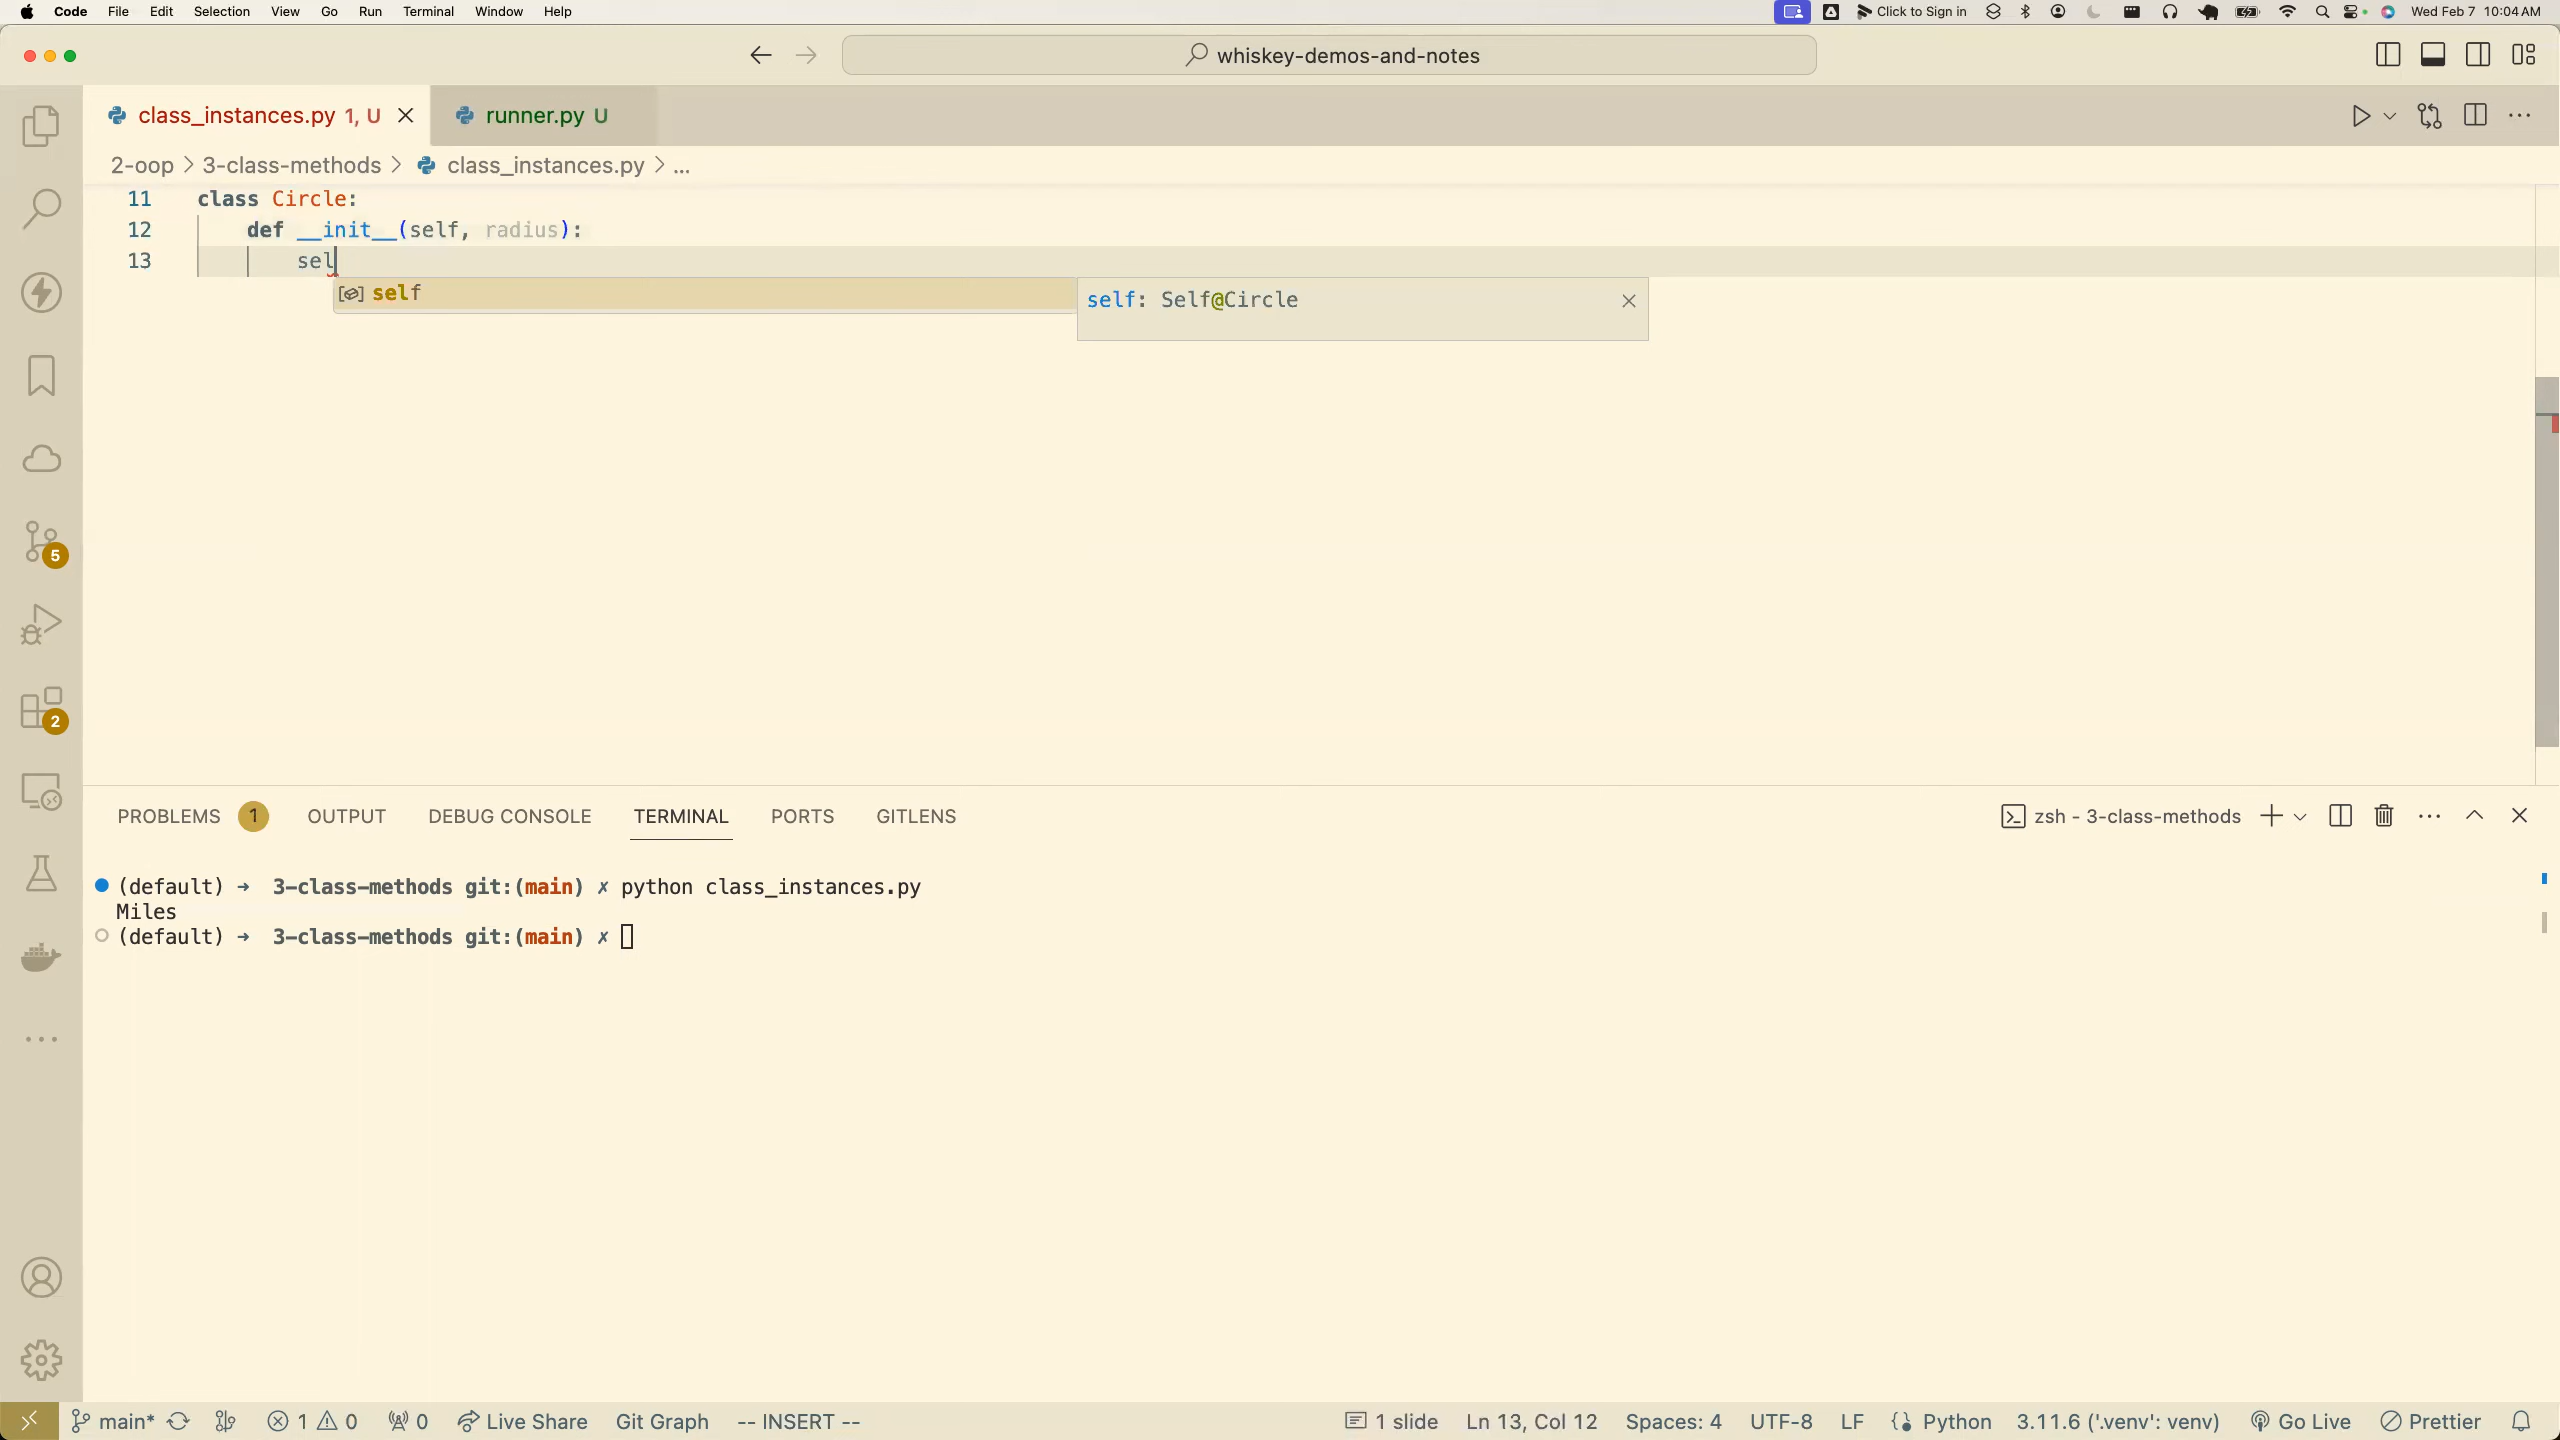 Code File Edit Selection View Go Run Terminal Window Help Click to Sign in Wed Feb 7 10:04 AM
whiskey-demos-and-notes
class_instances.py 1, U runner.py U
2-oop > 3-class-methods > class_instances.py > ...
11 class Circle:
12 def __init__(self, radius):
13 sel
self
self: Self@Circle
5
2
PROBLEMS 1 OUTPUT DEBUG CONSOLE TERMINAL PORTS GITLENS zsh - 3-class-methods
(default) ➜ 3-class-methods git:(main) ✗ python class_instances.py
Miles
(default) ➜ 3-class-methods git:(main) ✗
main* 1 0 0 Live Share Git Graph -- INSERT -- 1 slide Ln 13, Col 12 Spaces: 4 UTF-8 LF Python 3.11.6 ('.venv': venv) Go Live Prettier